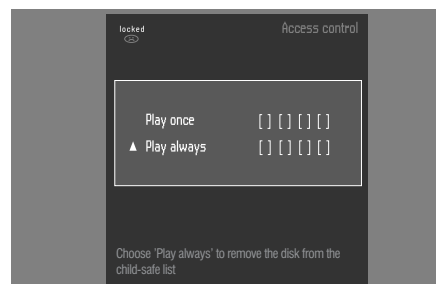 locked
Access control
Play once [ ] [ ] [ ] [ ]
▲ Play always [ ] [ ] [ ] [ ]
Choose 'Play always' to remove the disk from the
child-safe list